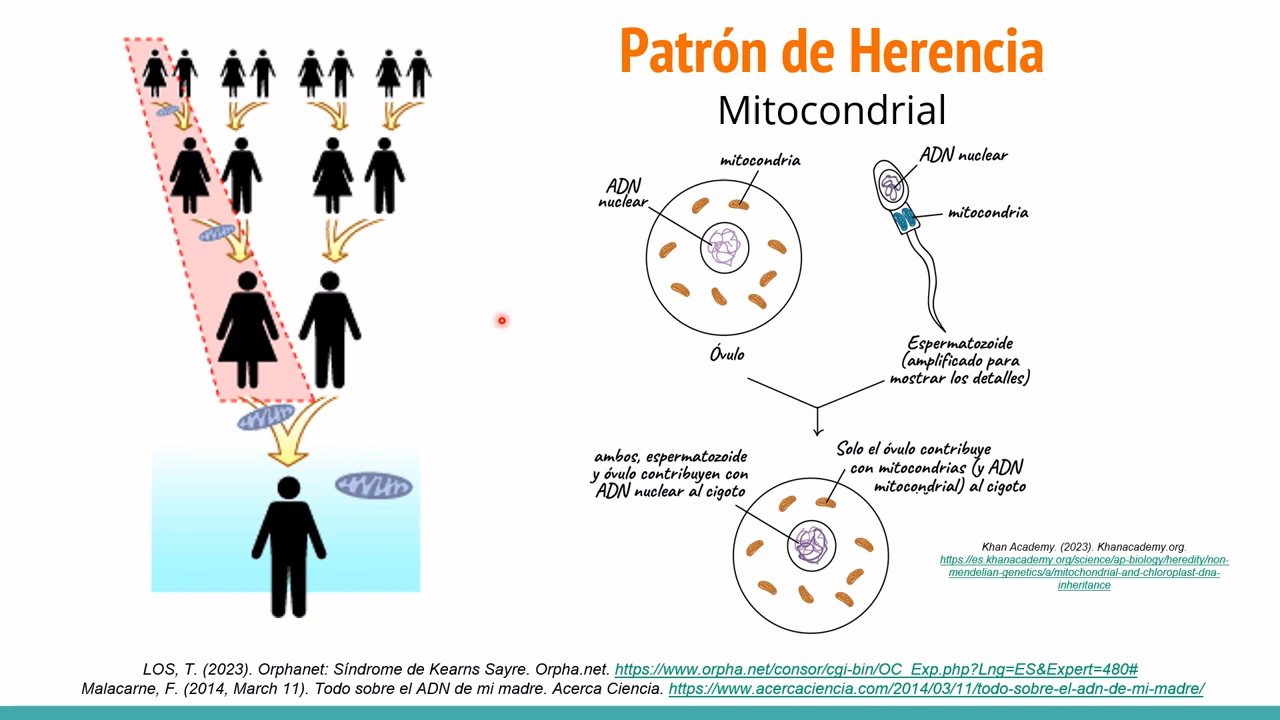 Patrón de Herencia
Mitocondrial
mitocondria
ADN
nuclear
Óvulo
ADN nuclear
mitocondria
Espermatozoide
(amplificado para
mostrar los detalles)
ambos, espermatozoide
y óvulo contribuyen con
ADN nuclear al cigoto
Solo el óvulo contribuye
con mitocondrias (y ADN
mitocondrial) al cigoto
Khan Academy. (2023). Khanacademy.org.
https://es.khanacademy.org/science/ap-biology/heredity/non-
mendelian-genetics/a/mitochondrial-and-chloroplast-dna-
inheritance
LOS, T. (2023). Orphanet: Síndrome de Kearns Sayre. Orpha.net. https://www.orpha.net/consor/cgi-bin/OC_Exp.php?Lng=ES&Expert=480#
Malacarne, F. (2014, March 11). Todo sobre el ADN de mi madre. Acerca Ciencia. https://www.acercaciencia.com/2014/03/11/todo-sobre-el-adn-de-mi-madre/